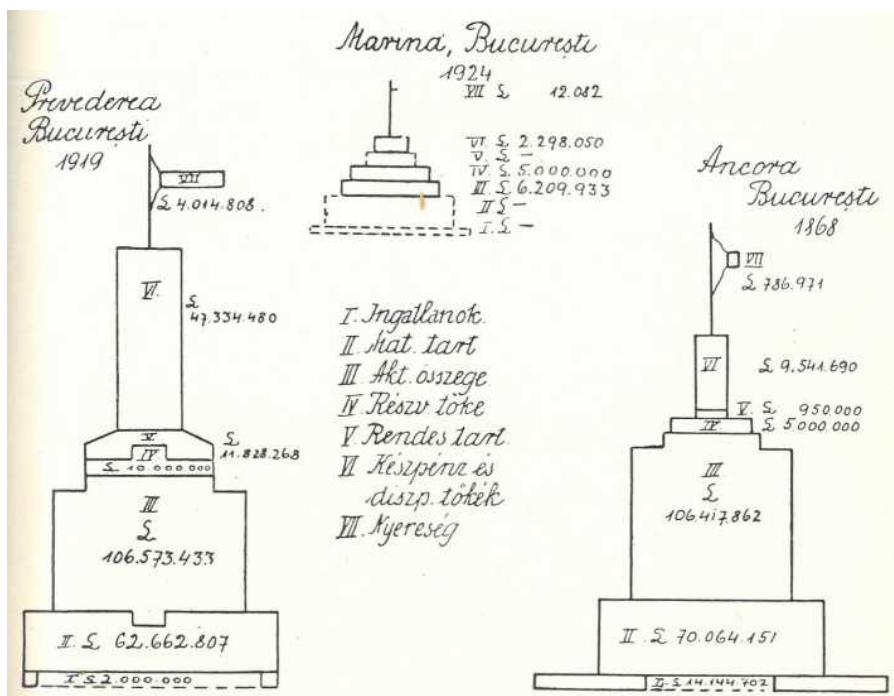 Marina, București
1924
VII £ 12.082
VI £ 2.298.050
V. £ —
IV £ 5.000.000
III £ 6.209.933
II £ —
I. £ —
Prevederea
București
1919
VII
£ 4.014.808.
VI.
£
47.334.480
V
£
11.828.268
IV
£ 10.000.000
III
£
106.573.433
II. £ 62.662.807
I £ 2.000.000
I. Ingatlanok.
II Mat. tart
III Akt. összege
IV Részv tőke
V Rendes tart.
VI Készpénz és
diszp. tőkék
VII. Nyereség
Ancora
București
1868
VII
£ 786.971
VI £ 9.541.690
V. £ 950.000
IV. £ 5.000.000
III
£
106.417.862
II. £ 70.064.151
I. £ 14.144.702